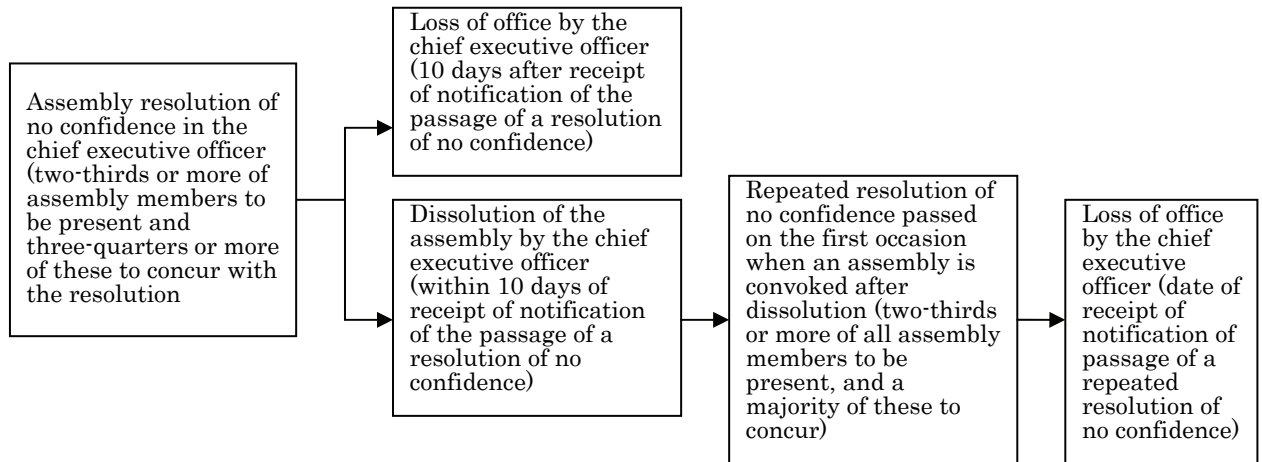 Assembly resolution of
no confidence in the
chief executive officer
(two-thirds or more of
assembly members to
be present and
three-quarters or more
of these to concur with
the resolution
Loss of office by the
chief executive officer
(10 days after receipt
of notification of the
passage of a resolution
of no confidence)
Dissolution of the
assembly by the chief
executive officer
(within 10 days of
receipt of notification
of the passage of a
resolution of no
confidence)
Repeated resolution of
no confidence passed
on the first occasion
when an assembly is
convoked after
dissolution (two-thirds
or more of all assembly
members to be
present, and a
majority of these to
concur)
Loss of office
by the chief
executive
officer (date of
receipt of
notification of
passage of a
repeated
resolution of
no confidence)